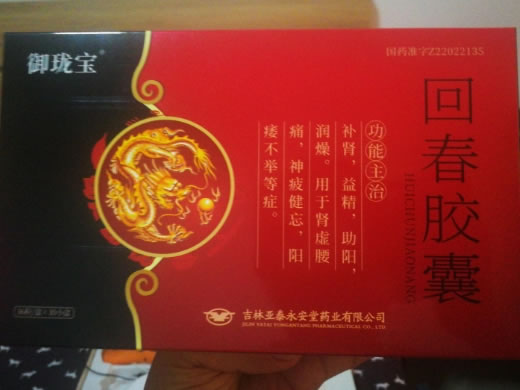 御珑宝®
国药准字Z22022135
回春胶囊
HUICHUNJIAONANG
功能主治
补肾，益精，助阳，
润燥。用于肾虚腰
痛，神疲健忘，阳
痿不举等症。
吉林亚泰永安堂药业有限公司
JILIN YATAI YONGANTANG PHARMACEUTICAL CO., LTD